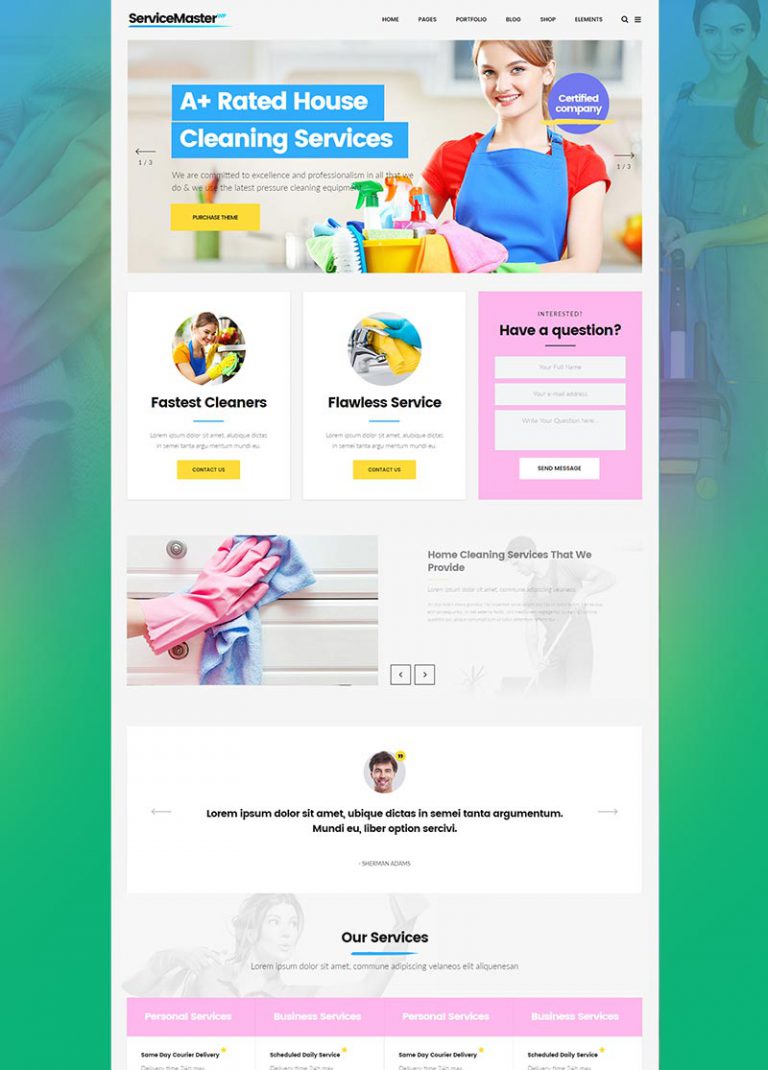 ServiceMaster WP
HOME PAGES PORTFOLIO BLOG SHOP ELEMENTS
A+ Rated House
Cleaning Services
Certified
company
1 / 3
1 / 3
We are committed to excellence and professionalism in all that we
do & we use the latest pressure cleaning equipment
PURCHASE THEME
Fastest Cleaners
Lorem ipsum dolor sit amet, alubique dictas
in semei tanta argu mentum mundi eu.
CONTACT US
Flawless Service
Lorem ipsum dolor sit amet, alubique dictas
in semei tanta argu mentum mundi eu.
CONTACT US
INTERESTED?
Have a question?
Your Full Name
Your e-mail address
Write Your Question here...
SEND MESSAGE
Home Cleaning Services That We
Provide
Lorem ipsum dolor sit amet, commune adipiscing veuleanos.
Lorem ipsum dolor sit amet, ubique dictas in semei tanta argumentum.
Mundi eu, liber option sercivi.
- SHERMAN ADAMS
Our Services
Lorem ipsum dolor sit amet, commune adipiscing velaneos elit aliquenesan
Personal Services Business Services Personal Services Business Services
Same Day Courier Delivery Scheduled Daily Service Same Day Courier Delivery Scheduled Daily Service
Delivery time 24h max Delivery time 24h max Delivery time 24h max Delivery time 24h max